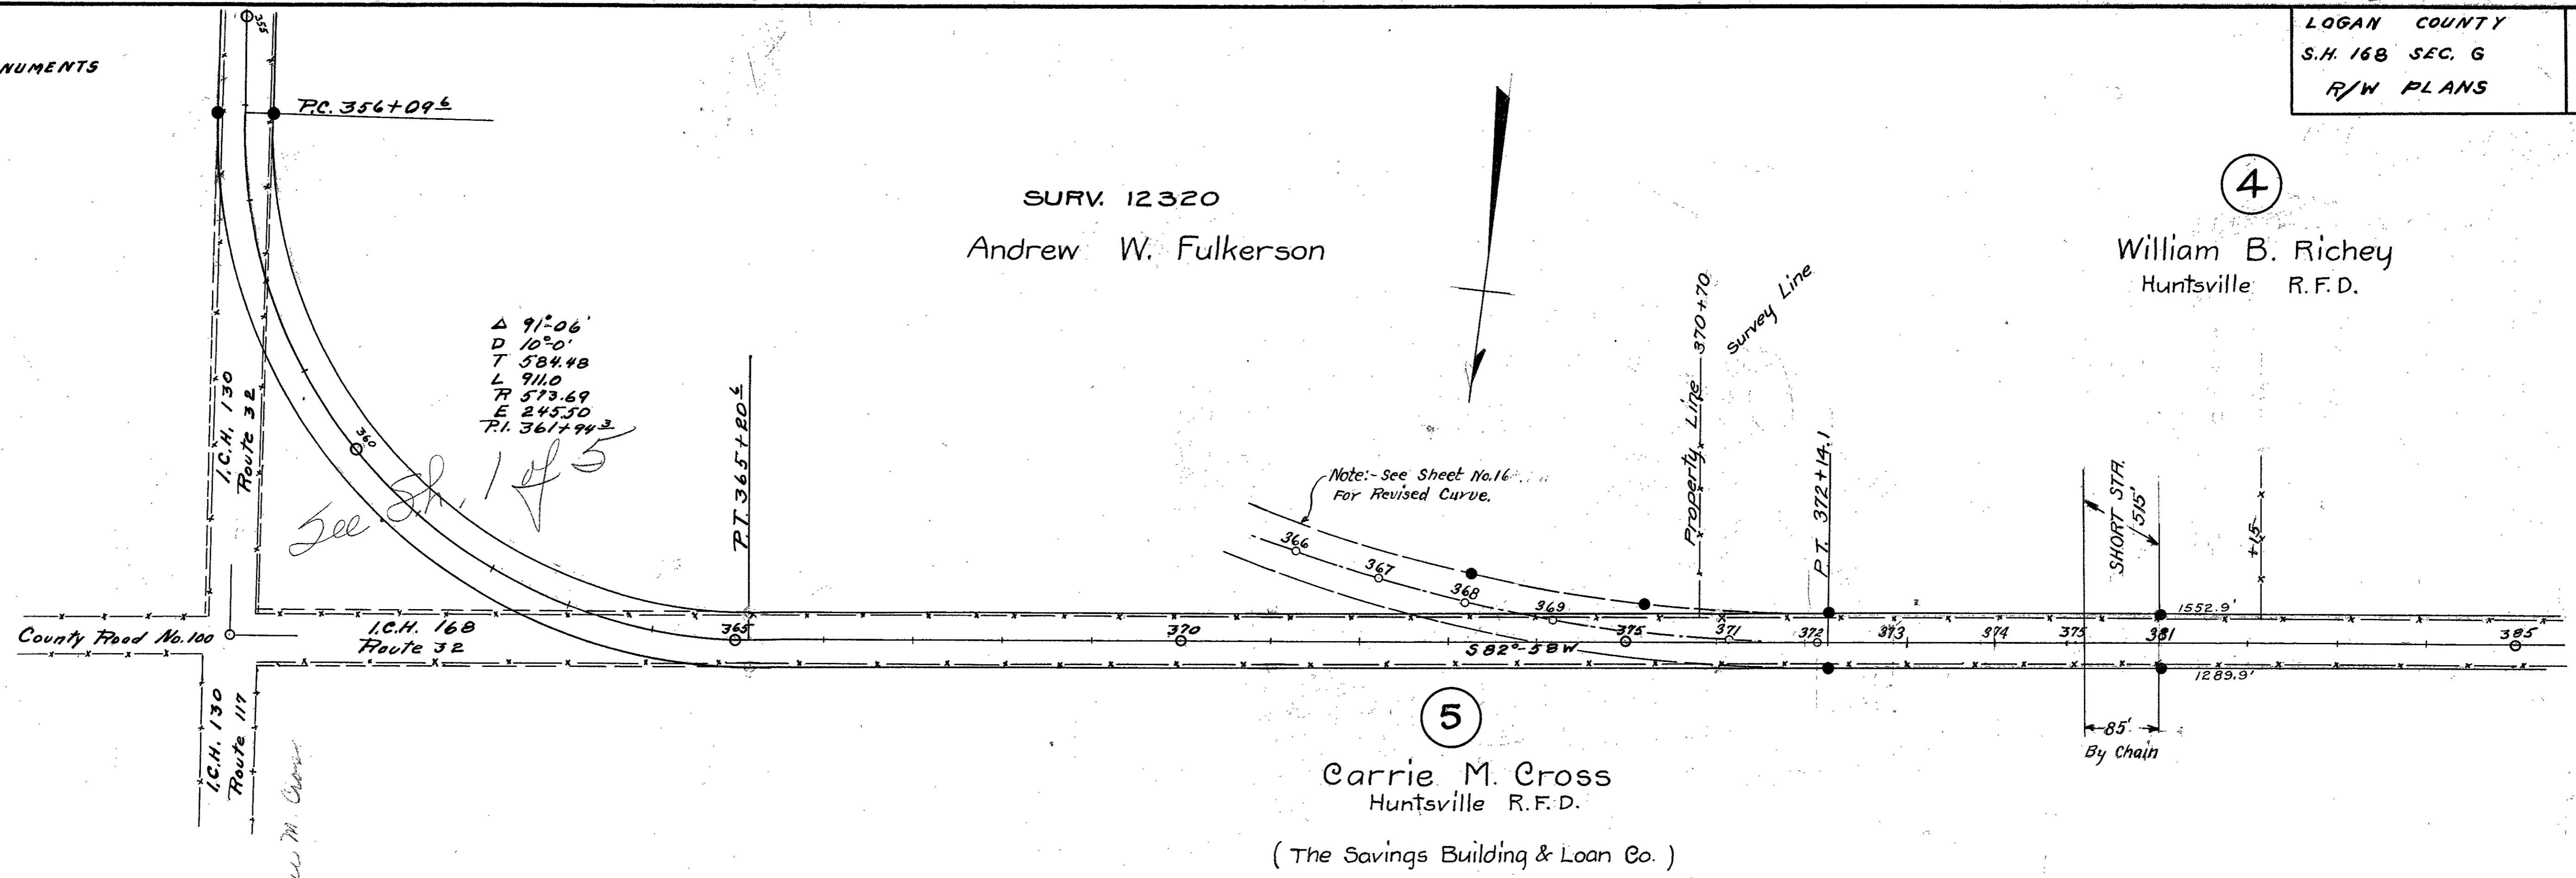 LOGAN COUNTY
S.H. 168 SEC. G
R/W PLANS
NUMENTS
355
P.C. 356+09 6
SURV. 12320
Andrew W. Fulkerson
4
William B. Richey
Huntsville R.F.D.
Δ 91°-06'
D 10°-0'
T 584.48
L 911.0
R 573.69
E 245.50
P.I. 361+94 3
See Sh. 1 of 5
I.C.H. 130
Route 32
360
P.T. 365+20 6
Note:- See Sheet No.16
For Revised Curve.
Property Line 370+70
Survey Line
P.T. 372+14.1
SHORT STA.
515'
+15
366
367
368
369
1552.9'
County Road No.100
I.C.H. 168
Route 32
365
370
375
371
372
373
374
375
381
385
S 82°-58 W
1289.9'
I.C.H. 130
Route 117
M. Cross
5
Carrie M. Cross
Huntsville R.F.D.
( The Savings Building & Loan Co. )
85'
By Chain